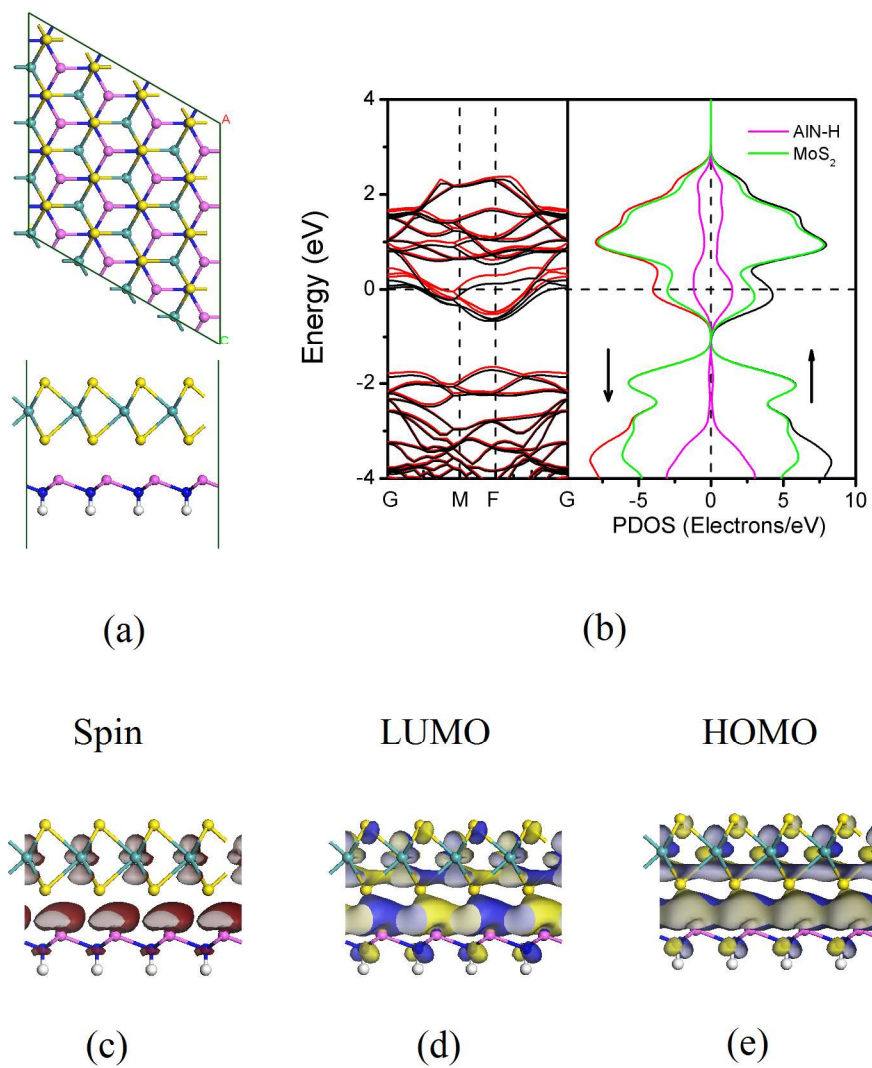 A
C
(a)
Energy (eV)
4
2
0
-2
-4
G
M
F
G
AlN-H
MoS2
-5
0
5
10
PDOS (Electrons/eV)
(b)
Spin
LUMO
HOMO
(c)
(d)
(e)